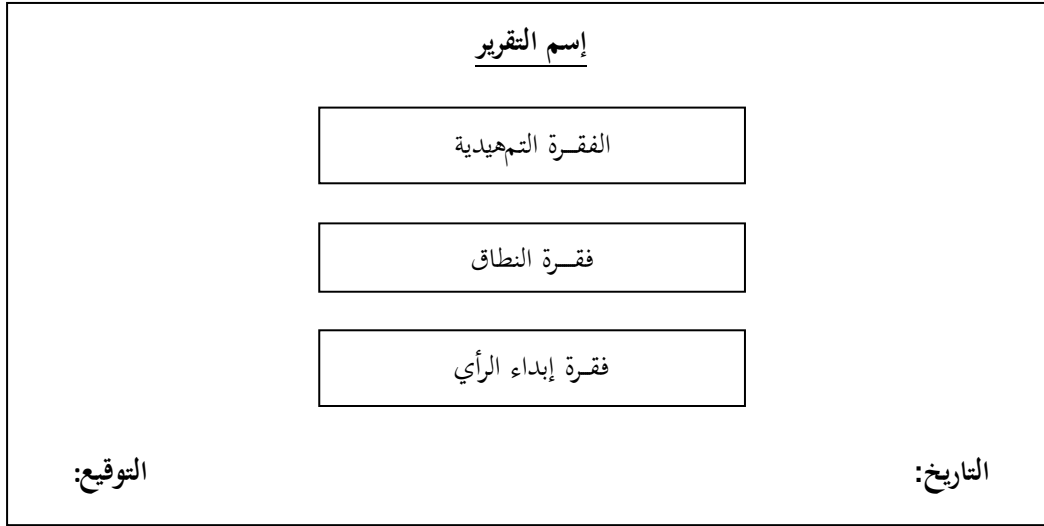 إسم التقرير
الفقـرة التمهيدية
فقـرة النطاق
فقـرة إبداء الرأي
التاريخ: التوقيع: